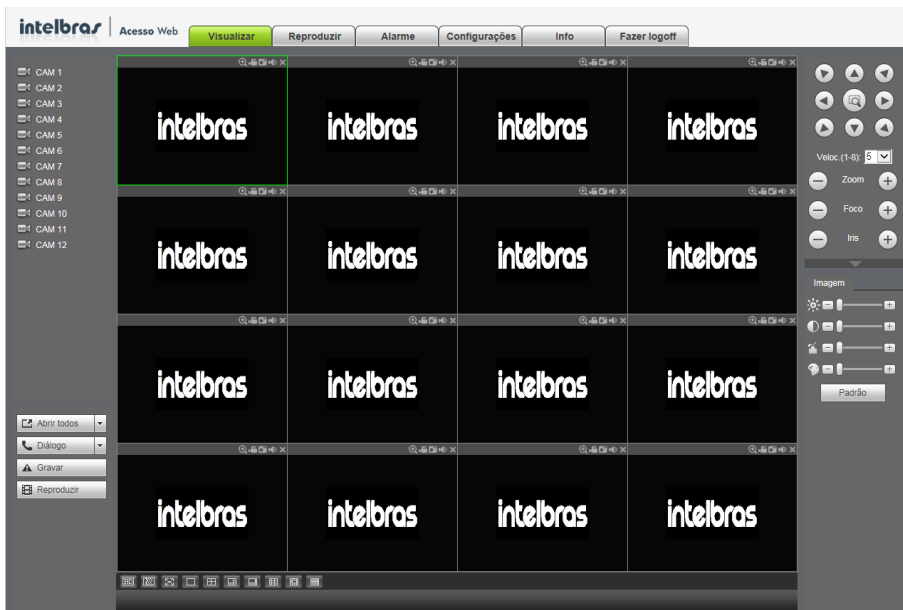 intelbras Acesso Web Visualizar Reproduzir Alarme Configurações Info Fazer logoff
CAM 1
CAM 2
CAM 3
CAM 4
CAM 5
CAM 6
CAM 7
CAM 8
CAM 9
CAM 10
CAM 11
CAM 12
Abrir todos
Diálogo
Gravar
Reproduzir
intelbras intelbras intelbras intelbras
intelbras intelbras intelbras intelbras
intelbras intelbras intelbras intelbras
intelbras intelbras intelbras intelbras
Veloc.(1-8): 5
Zoom
Foco
Iris
Imagem
Padrão